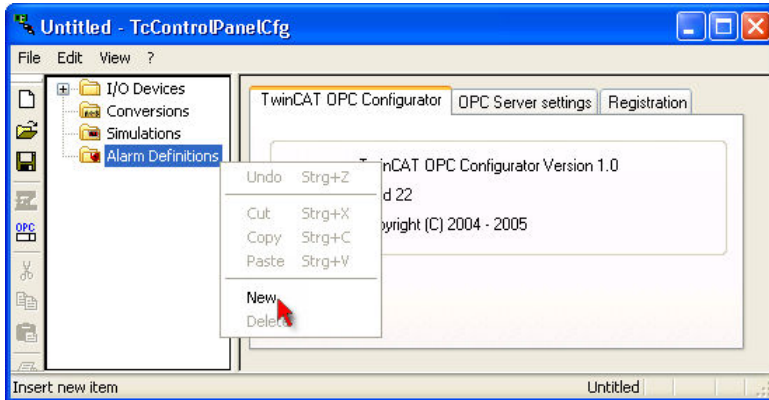 Untitled - TcControlPanelCfg
File Edit View ?
I/O Devices
Conversions
Simulations
Alarm Definitions
TwinCAT OPC Configurator OPC Server settings Registration
TwinCAT OPC Configurator Version 1.0
d 22
pyright (C) 2004 - 2005
Undo Strg+Z
Cut Strg+X
Copy Strg+C
Paste Strg+V
New
Delete
OPC
Insert new item Untitled